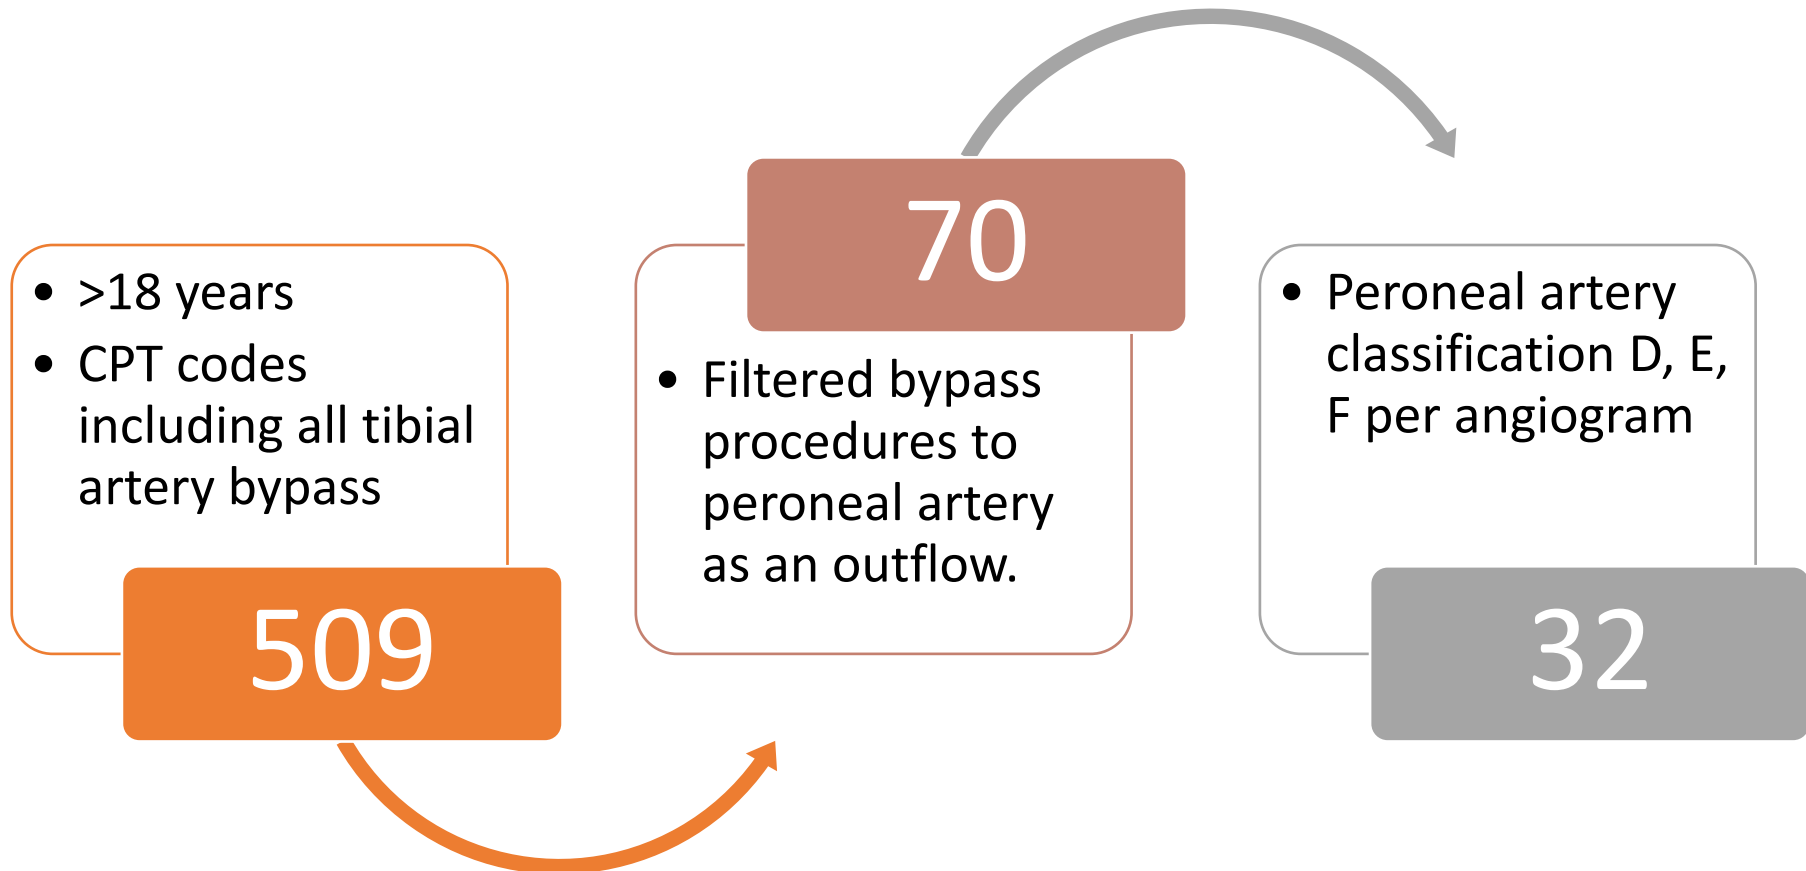 • >18 years
• CPT codes
including all tibial
artery bypass
509
70
• Filtered bypass
procedures to
peroneal artery
as an outflow.
• Peroneal artery
classification D, E,
F per angiogram
32